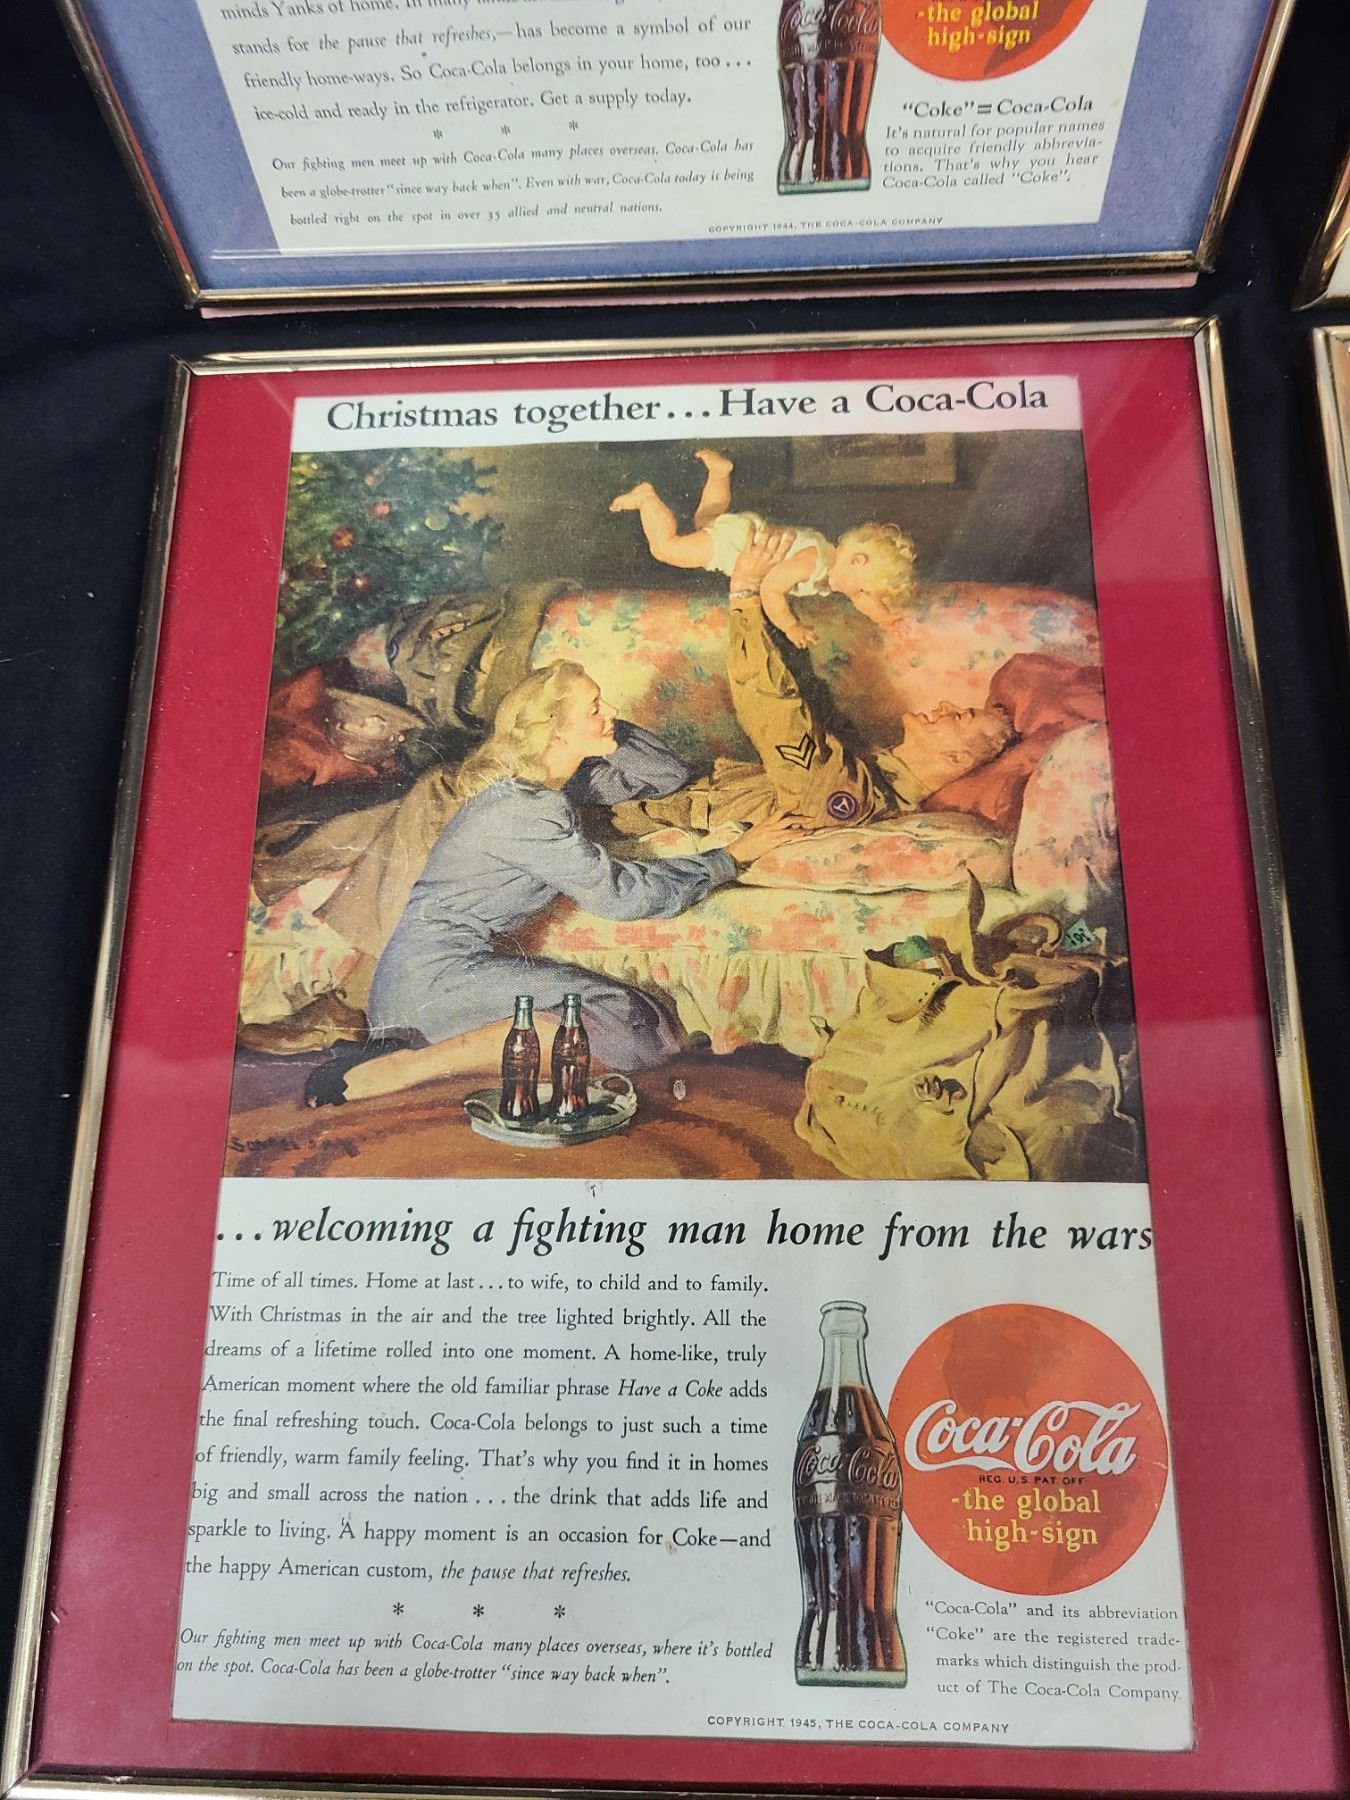 minds Yanks of home. In many
stands for the pause that refreshes,—has become a symbol of our
friendly home-ways. So Coca-Cola belongs in your home, too . . .
ice-cold and ready in the refrigerator. Get a supply today.
* * *
Our fighting men meet up with Coca-Cola many places overseas. Coca-Cola has
been a globe-trotter "since way back when". Even with war, Coca-Cola today is being
bottled right on the spot in over 35 allied and neutral nations.
Coca-Cola
-the global
high-sign
"Coke" = Coca-Cola
It's natural for popular names
to acquire friendly abbrevia-
tions. That's why you hear
Coca-Cola called "Coke".
COPYRIGHT 1944, THE COCA-COLA COMPANY
Christmas together...Have a Coca-Cola
...welcoming a fighting man home from the wars
Time of all times. Home at last...to wife, to child and to family.
With Christmas in the air and the tree lighted brightly. All the
dreams of a lifetime rolled into one moment. A home-like, truly
American moment where the old familiar phrase Have a Coke adds
the final refreshing touch. Coca-Cola belongs to just such a time
of friendly, warm family feeling. That's why you find it in homes
big and small across the nation . . . the drink that adds life and
sparkle to living. A happy moment is an occasion for Coke—and
the happy American custom, the pause that refreshes.
* * *
Our fighting men meet up with Coca-Cola many places overseas, where it's bottled
on the spot. Coca-Cola has been a globe-trotter "since way back when".
Coca-Cola
Coca-Cola
REG. U.S. PAT. OFF.
-the global
high-sign
"Coca-Cola" and its abbreviation
"Coke" are the registered trade-
marks which distinguish the prod-
uct of The Coca-Cola Company.
COPYRIGHT 1945, THE COCA-COLA COMPANY